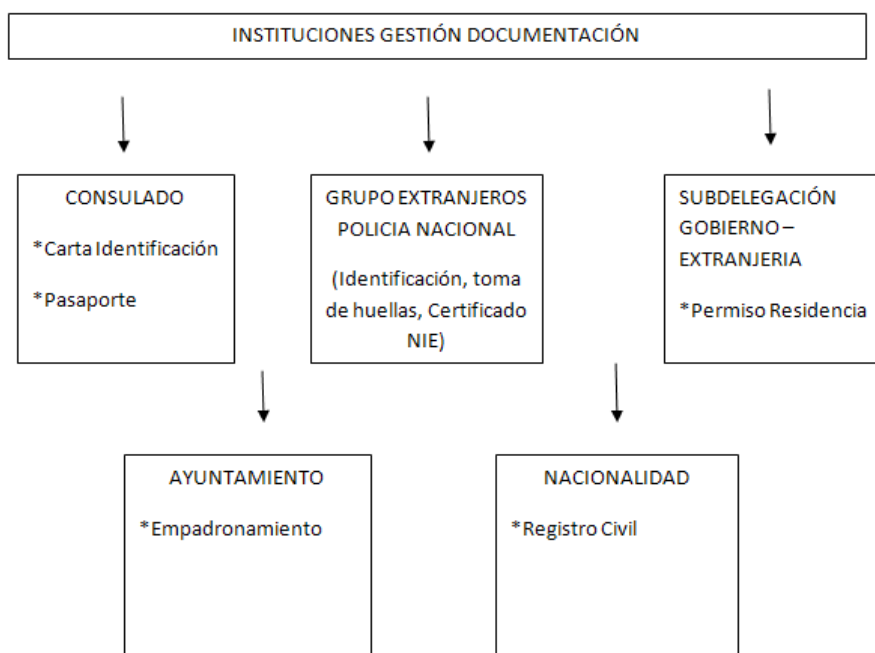 INSTITUCIONES GESTIÓN DOCUMENTACIÓN
CONSULADO
*Carta Identificación
*Pasaporte
GRUPO EXTRANJEROS
POLICIA NACIONAL
(Identificación, toma
de huellas, Certificado
NIE)
SUBDELEGACIÓN
GOBIERNO –
EXTRANJERIA
*Permiso Residencia
AYUNTAMIENTO
*Empadronamiento
NACIONALIDAD
*Registro Civil